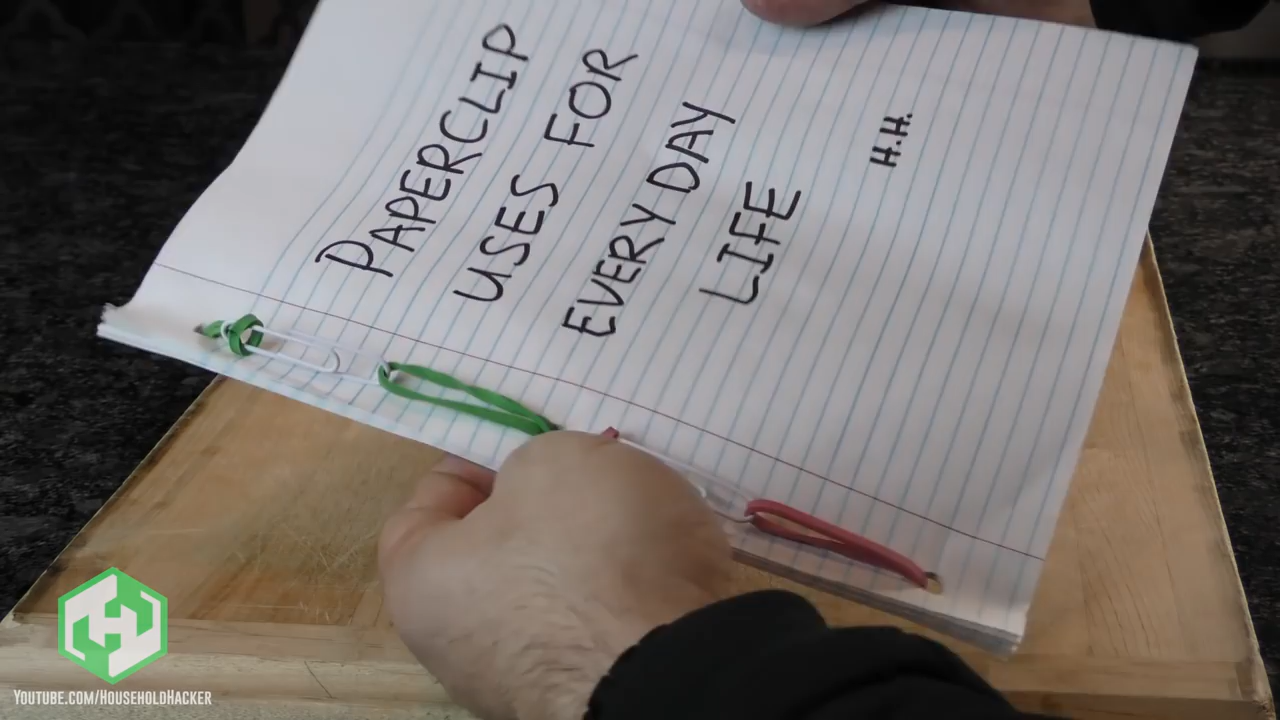 PAPERCLIP
USES FOR
EVERY DAY
LIFE
H.H.
YOUTUBE.COM/HOUSEHOLDHACKER